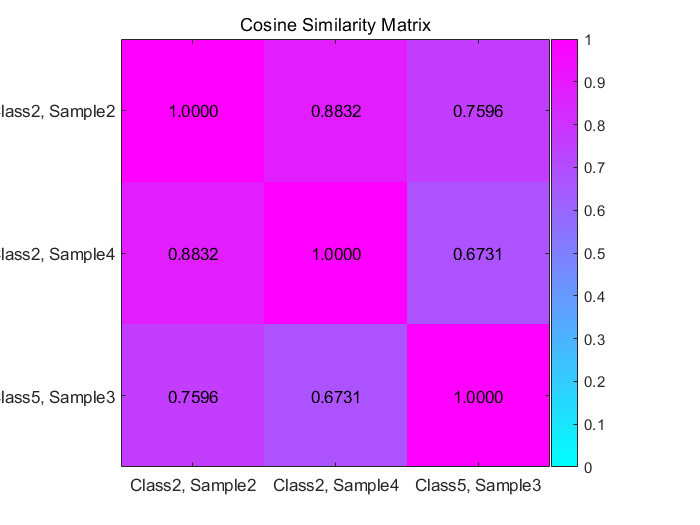 Cosine Similarity Matrix
lass2, Sample2
1.0000
0.8832
0.7596
lass2, Sample4
0.8832
1.0000
0.6731
lass5, Sample3
0.7596
0.6731
1.0000
Class2, Sample2
Class2, Sample4
Class5, Sample3
1
0.9
0.8
0.7
0.6
0.5
0.4
0.3
0.2
0.1
0